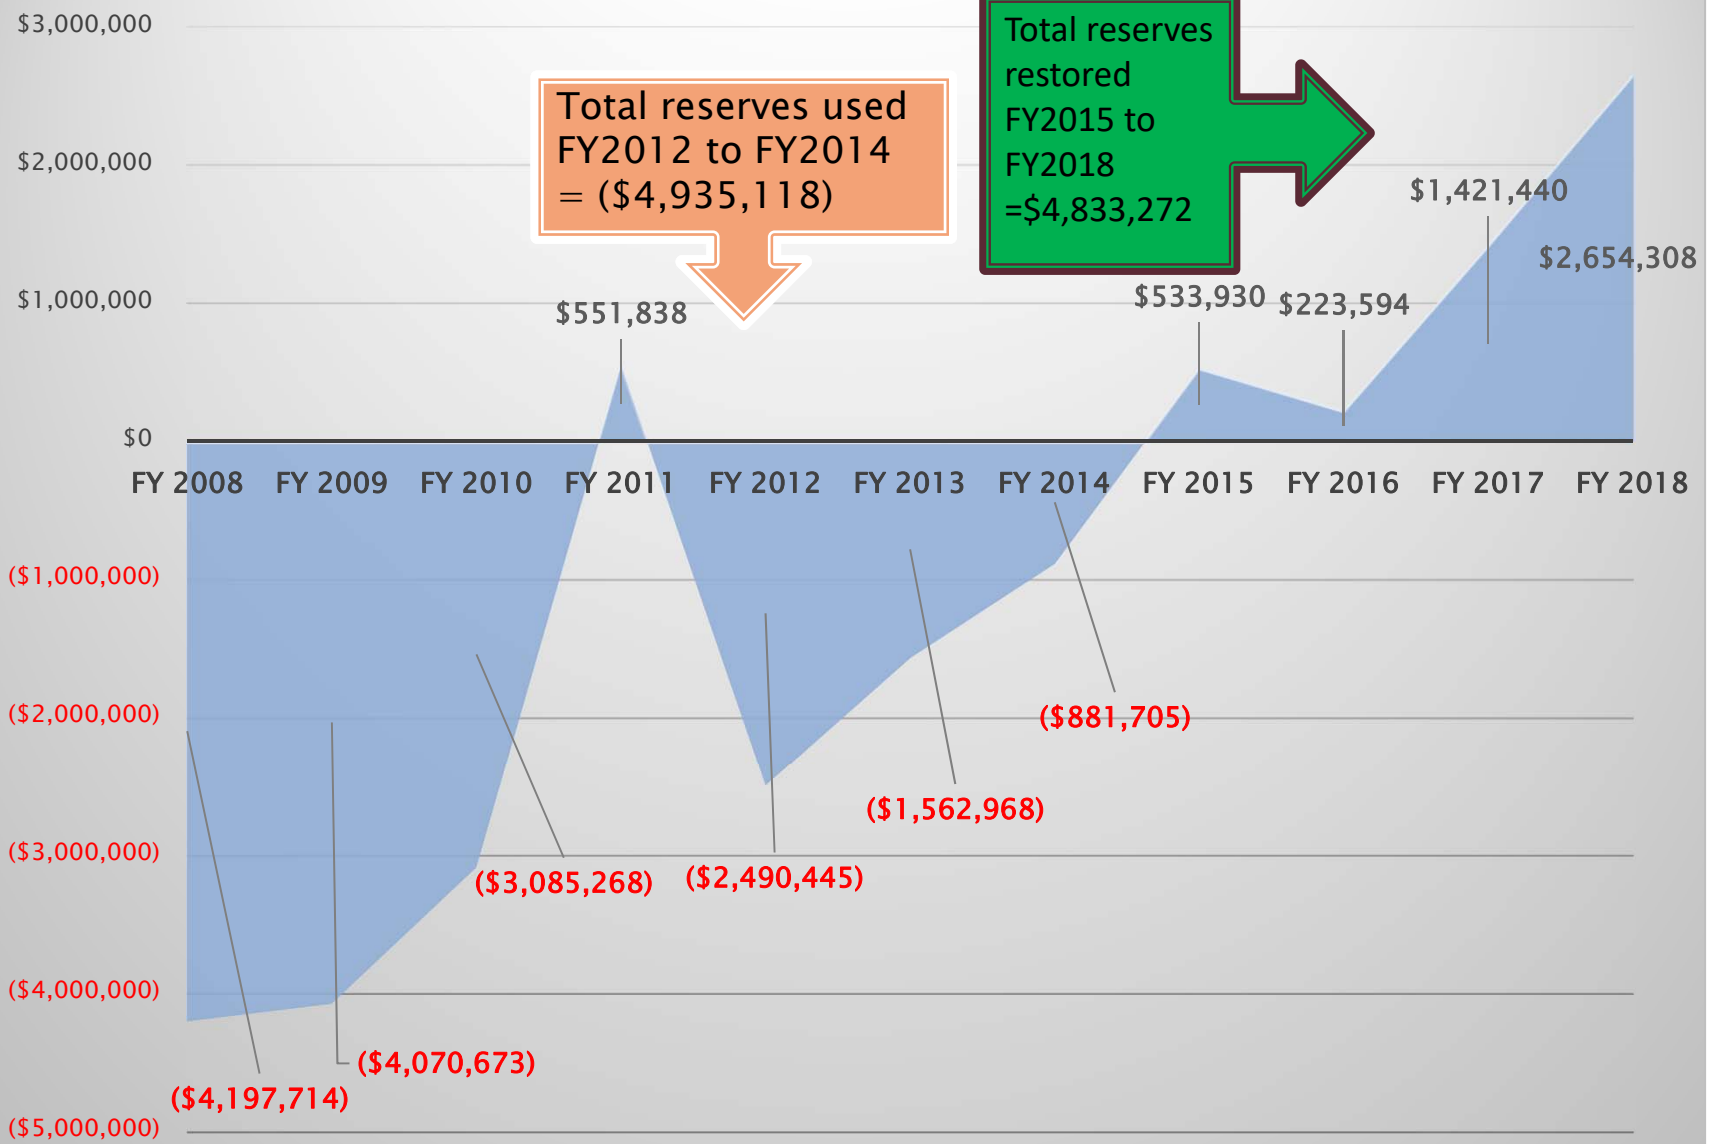 $3,000,000
$2,000,000
$1,000,000
$0
($1,000,000)
($2,000,000)
($3,000,000)
($4,000,000)
($5,000,000)
Total reserves used
FY2012 to FY2014
= ($4,935,118)
Total reserves
restored
FY2015 to
FY2018
=$4,833,272
$551,838
$533,930
$223,594
$1,421,440
$2,654,308
FY 2008
FY 2009
FY 2010
FY 2011
FY 2012
FY 2013
FY 2014
FY 2015
FY 2016
FY 2017
FY 2018
($881,705)
($1,562,968)
($2,490,445)
($3,085,268)
($4,070,673)
($4,197,714)